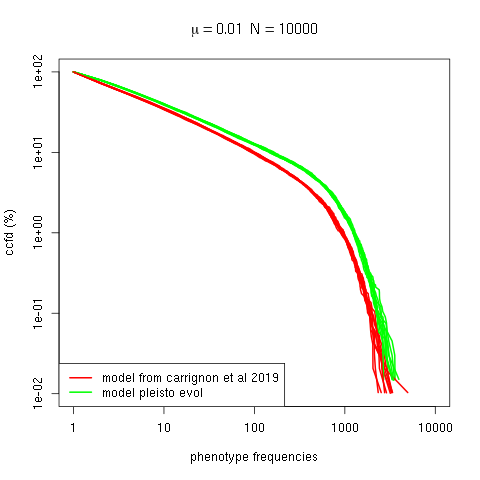 μ = 0.01 N = 10000
ccfd (%)
1e+02
1e+01
1e+00
1e-01
1e-02
model from carrignon et al 2019
model pleisto evol
1 10 100 1000 10000
phenotype frequencies